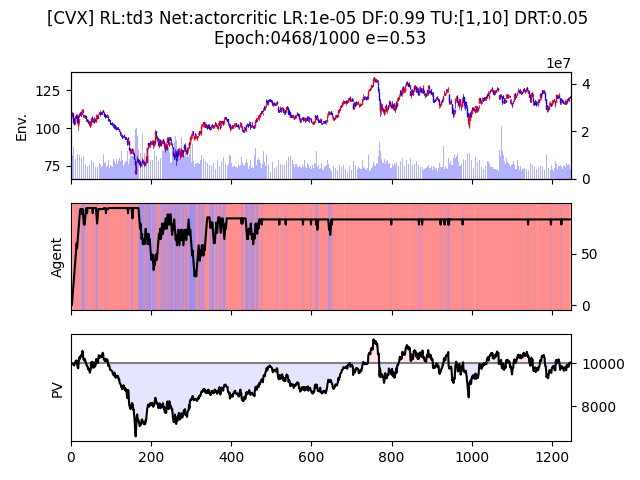 [CVX] RL:td3 Net:actorcritic LR:1e-05 DF:0.99 TU:[1,10] DRT:0.05
Epoch:0468/1000 e=0.53
1e7
125
100
75
Env.
4
2
0
Agent
50
0
PV
10000
8000
0 200 400 600 800 1000 1200